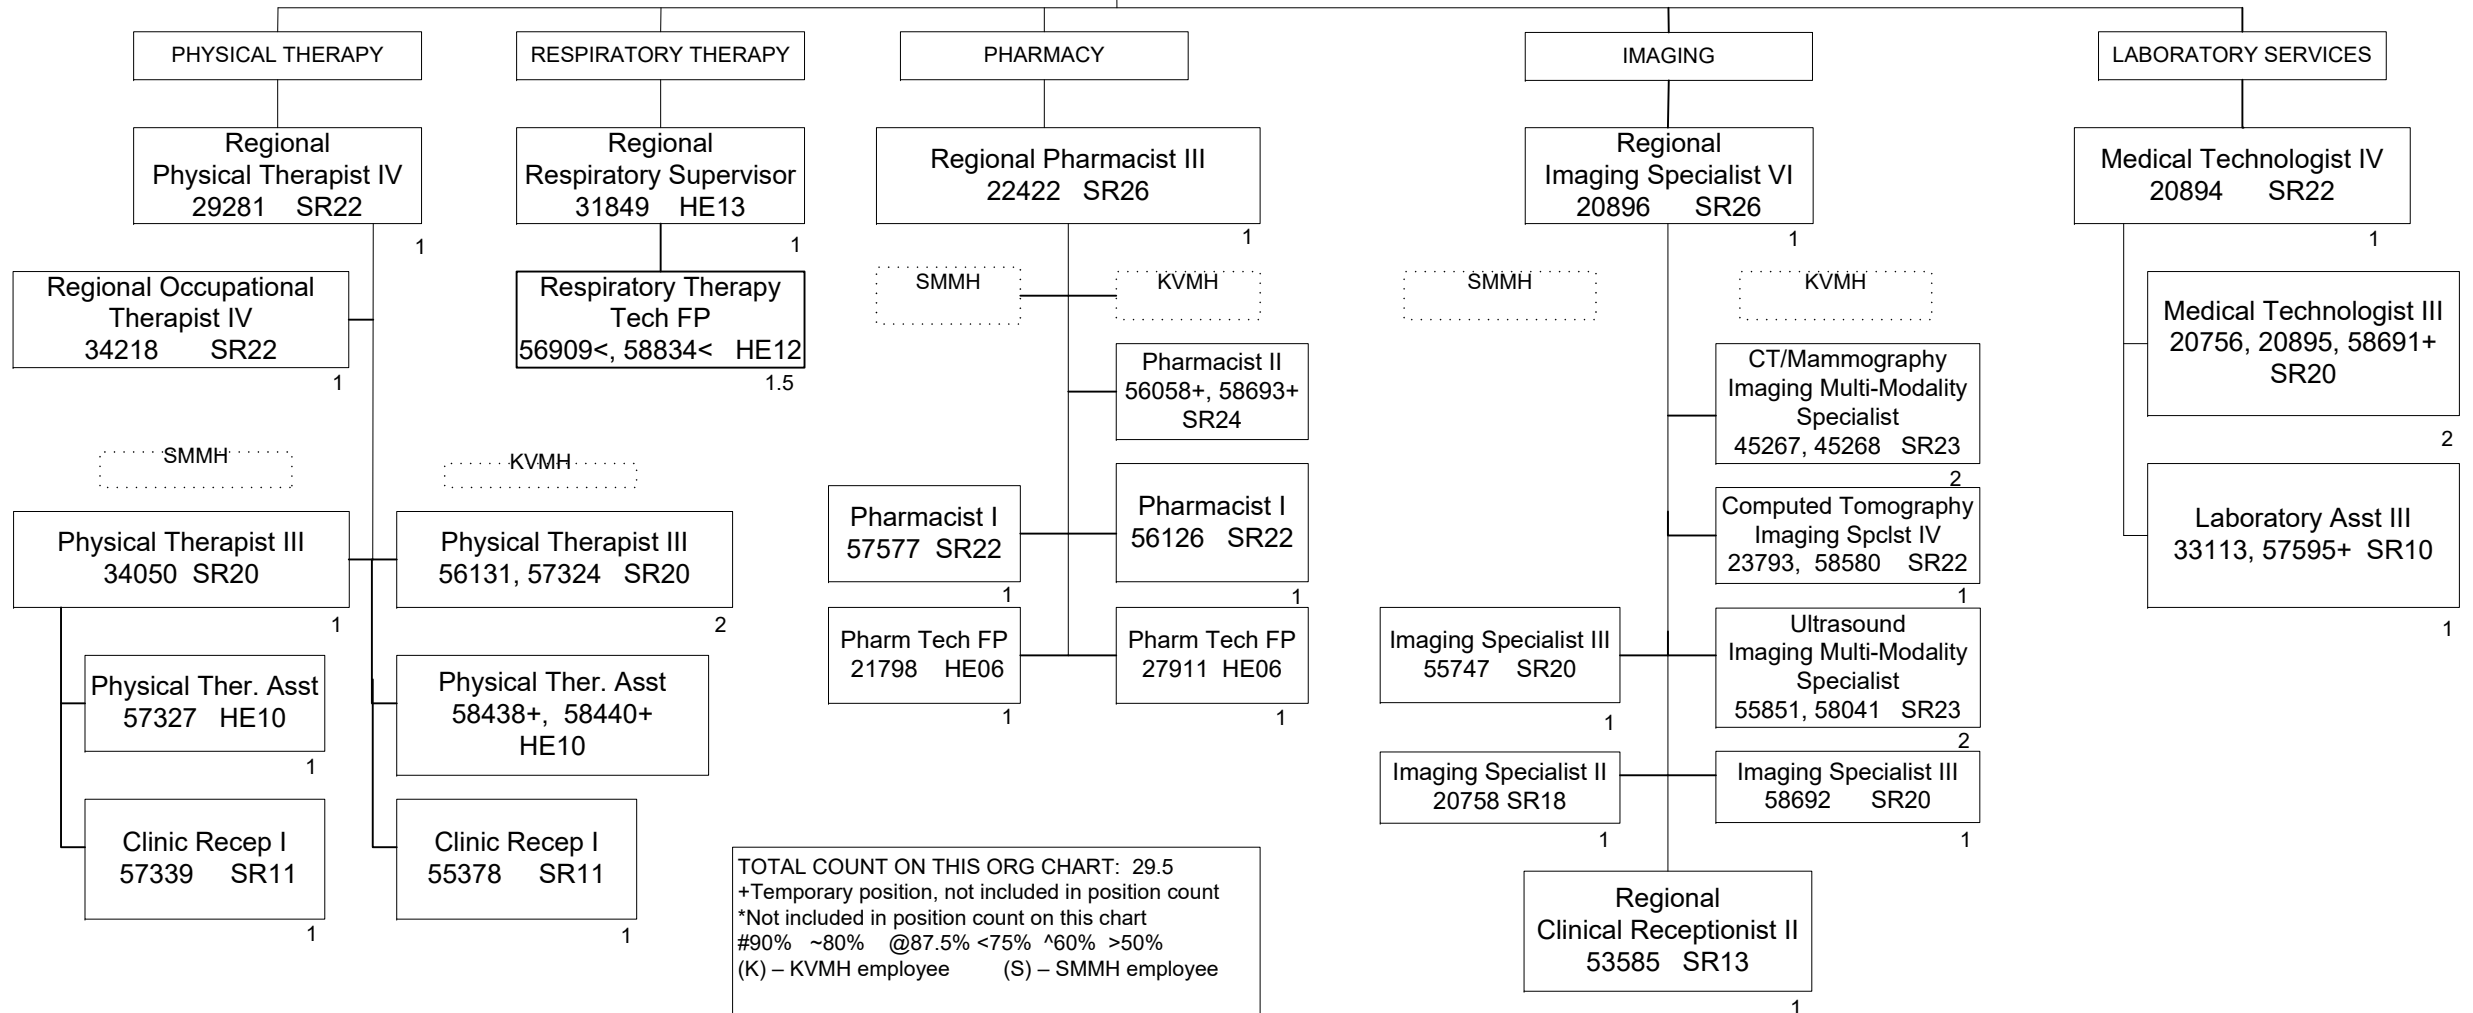 PHYSICAL THERAPY
RESPIRATORY THERAPY
PHARMACY
IMAGING
LABORATORY SERVICES
Regional
Physical Therapist IV
29281 SR22
1
Regional
Respiratory Supervisor
31849 HE13
1
Regional Pharmacist III
22422 SR26
1
Regional
Imaging Specialist VI
20896 SR26
1
Medical Technologist IV
20894 SR22
1
Regional Occupational
Therapist IV
34218 SR22
1
Respiratory Therapy
Tech FP
56909<, 58834< HE12
1.5
SMMH
KVMH
SMMH
KVMH
Medical Technologist III
20756, 20895, 58691+
SR20
2
Pharmacist II
56058+, 58693+
SR24
CT/Mammography
Imaging Multi-Modality
Specialist
45267, 45268 SR23
2
SMMH
KVMH
Pharmacist I
57577 SR22
1
Pharmacist I
56126 SR22
1
Computed Tomography
Imaging Spclst IV
23793, 58580 SR22
1
Laboratory Asst III
33113, 57595+ SR10
1
Physical Therapist III
34050 SR20
1
Physical Therapist III
56131, 57324 SR20
2
Pharm Tech FP
21798 HE06
1
Pharm Tech FP
27911 HE06
1
Imaging Specialist III
55747 SR20
1
Ultrasound
Imaging Multi-Modality
Specialist
55851, 58041 SR23
2
Physical Ther. Asst
57327 HE10
1
Physical Ther. Asst
58438+, 58440+
HE10
Imaging Specialist II
20758 SR18
1
Imaging Specialist III
58692 SR20
1
Clinic Recep I
57339 SR11
1
Clinic Recep I
55378 SR11
1
TOTAL COUNT ON THIS ORG CHART: 29.5
+Temporary position, not included in position count
*Not included in position count on this chart
#90% ~80% @87.5% <75% ^60% >50%
(K) – KVMH employee (S) – SMMH employee
Regional
Clinical Receptionist II
53585 SR13
1